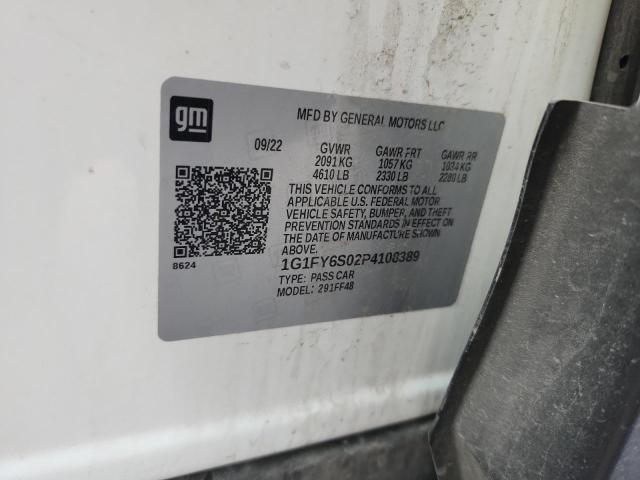 gm
MFD BY GENERAL MOTORS LLC
09/22 GVWR GAWR FRT GAWR RR
2091 KG 1057 KG 1034 KG
4610 LB 2330 LB 2280 LB
THIS VEHICLE CONFORMS TO ALL
APPLICABLE U.S. FEDERAL MOTOR
VEHICLE SAFETY, BUMPER, AND THEFT
PREVENTION STANDARDS IN EFFECT
ON THE DATE OF MANUFACTURE SHOWN
ABOVE.
8624
1G1FY6S02P4108389
TYPE: PASS CAR
MODEL: 291FF48